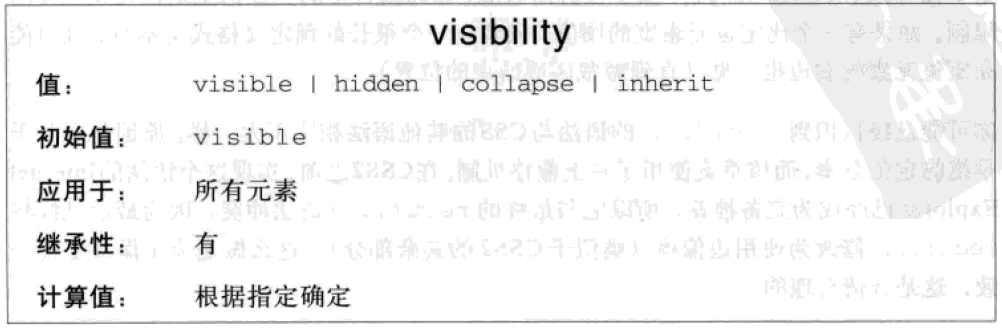 visibility
值： visible | hidden | collapse | inherit
初始值： visible
应用于： 所有元素
继承性： 有
计算值： 根据指定确定